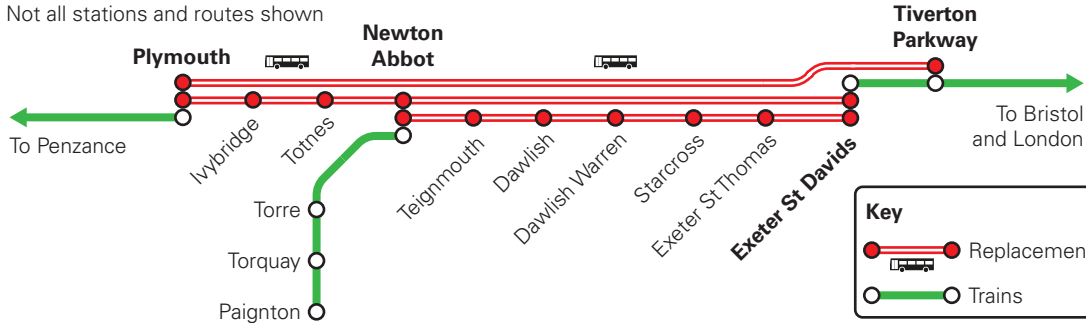 Not all stations and routes shown
Plymouth
Newton
Abbot
Tiverton
Parkway
To Penzance
Ivybridge
Totnes
Teignmouth
Dawlish
Dawlish Warren
Starcross
Exeter St Thomas
Exeter St Davids
To Bristol
and London
Torre
Torquay
Paignton
Key
Replacemen
Trains